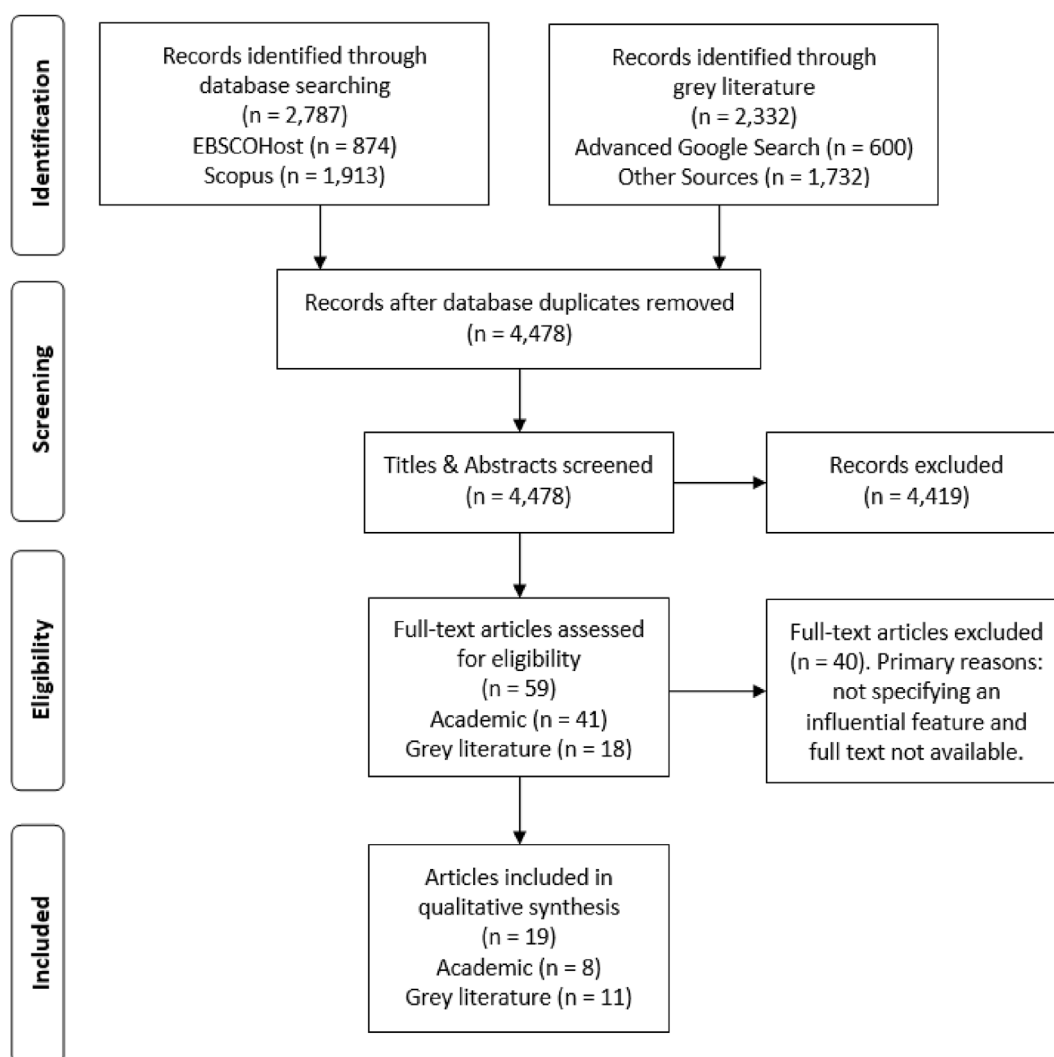 Identification
Records identified through
database searching
(n = 2,787)
EBSCOHost (n = 874)
Scopus (n = 1,913)
Records identified through
grey literature
(n = 2,332)
Advanced Google Search (n = 600)
Other Sources (n = 1,732)
Screening
Records after database duplicates removed
(n = 4,478)
Titles & Abstracts screened
(n = 4,478)
Records excluded
(n = 4,419)
Eligibility
Full-text articles assessed
for eligibility
(n = 59)
Academic (n = 41)
Grey literature (n = 18)
Full-text articles excluded
(n = 40). Primary reasons:
not specifying an
influential feature and
full text not available.
Included
Articles included in
qualitative synthesis
(n = 19)
Academic (n = 8)
Grey literature (n = 11)